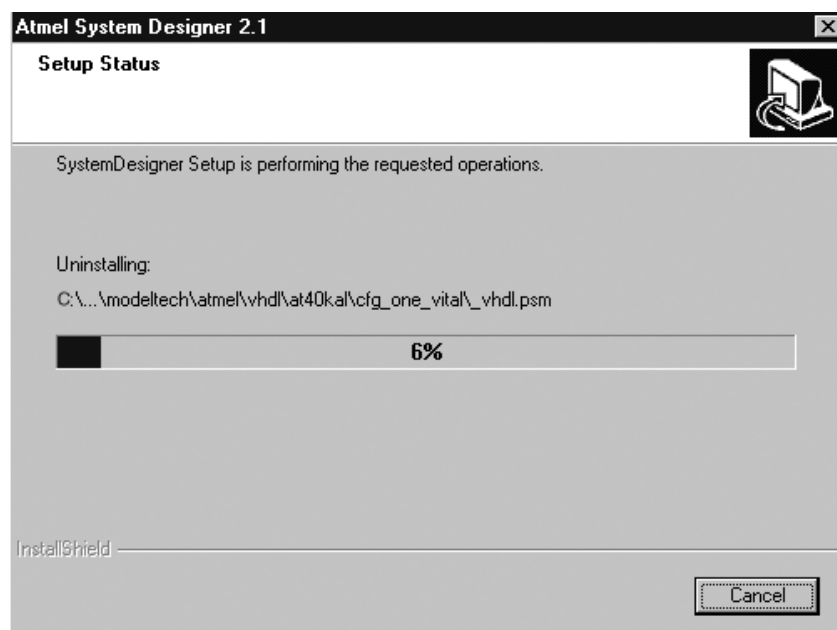 Atmel System Designer 2.1
Setup Status
SystemDesigner Setup is performing the requested operations.
Uninstalling:
C:\...\modeltech\atmel\vhdl\at40kal\cfg_one_vital\_vhdl.psm
6%
InstallShield
Cancel